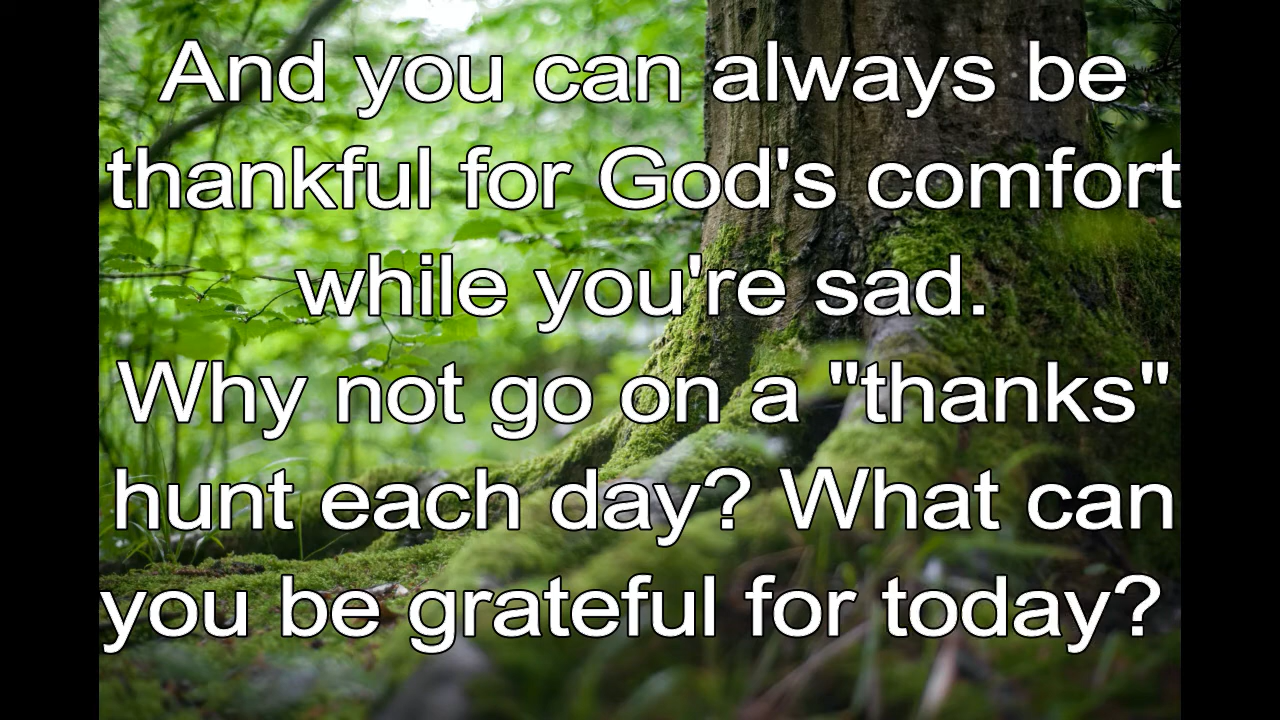 And you can always be
thankful for God's comfort
while you're sad.
Why not go on a "thanks"
hunt each day? What can
you be grateful for today?